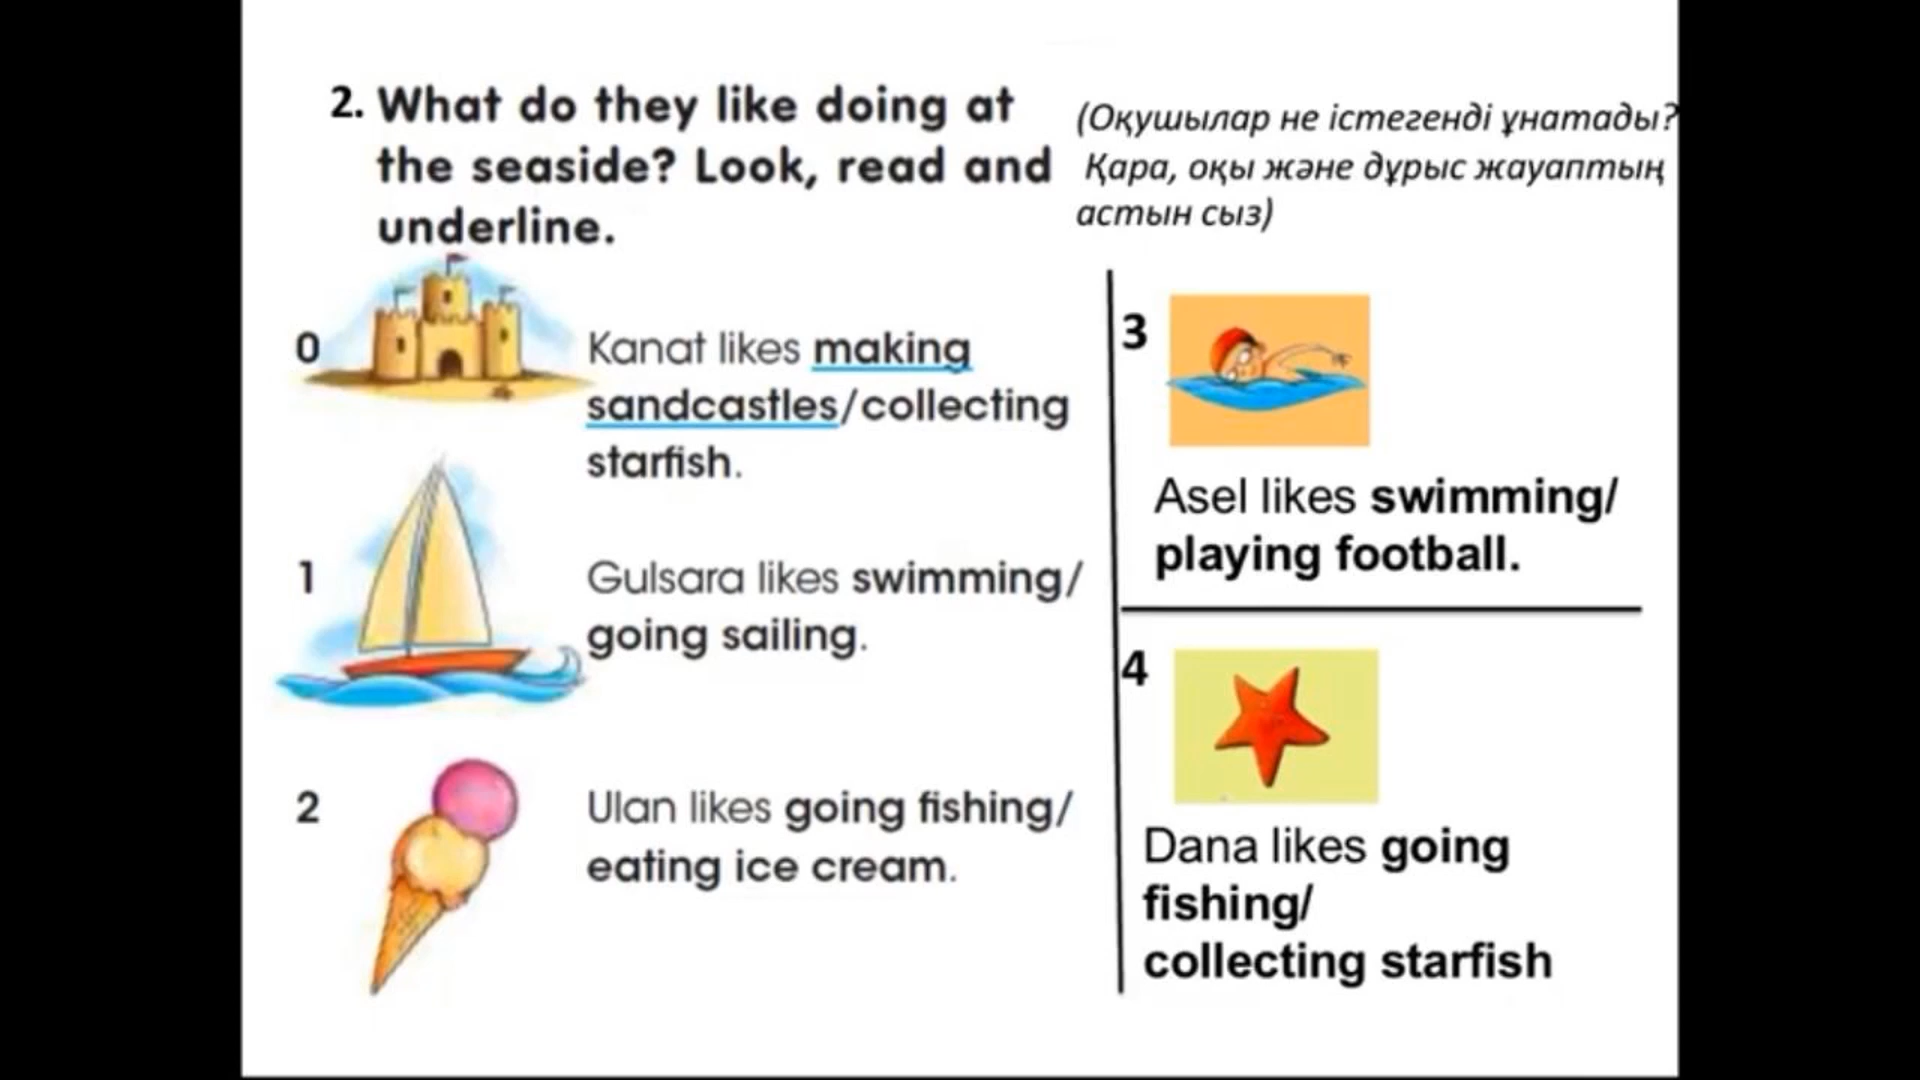 2. What do they like doing at
the seaside? Look, read and
underline.
(Оқушылар не істегенді ұнатады?
Қара, оқы және дұрыс жауаптың
астын сыз)
0
Kanat likes making
sandcastles/collecting
starfish.
1
Gulsara likes swimming/
going sailing.
2
Ulan likes going fishing/
eating ice cream.
3
Asel likes swimming/
playing football.
4
Dana likes going
fishing/
collecting starfish